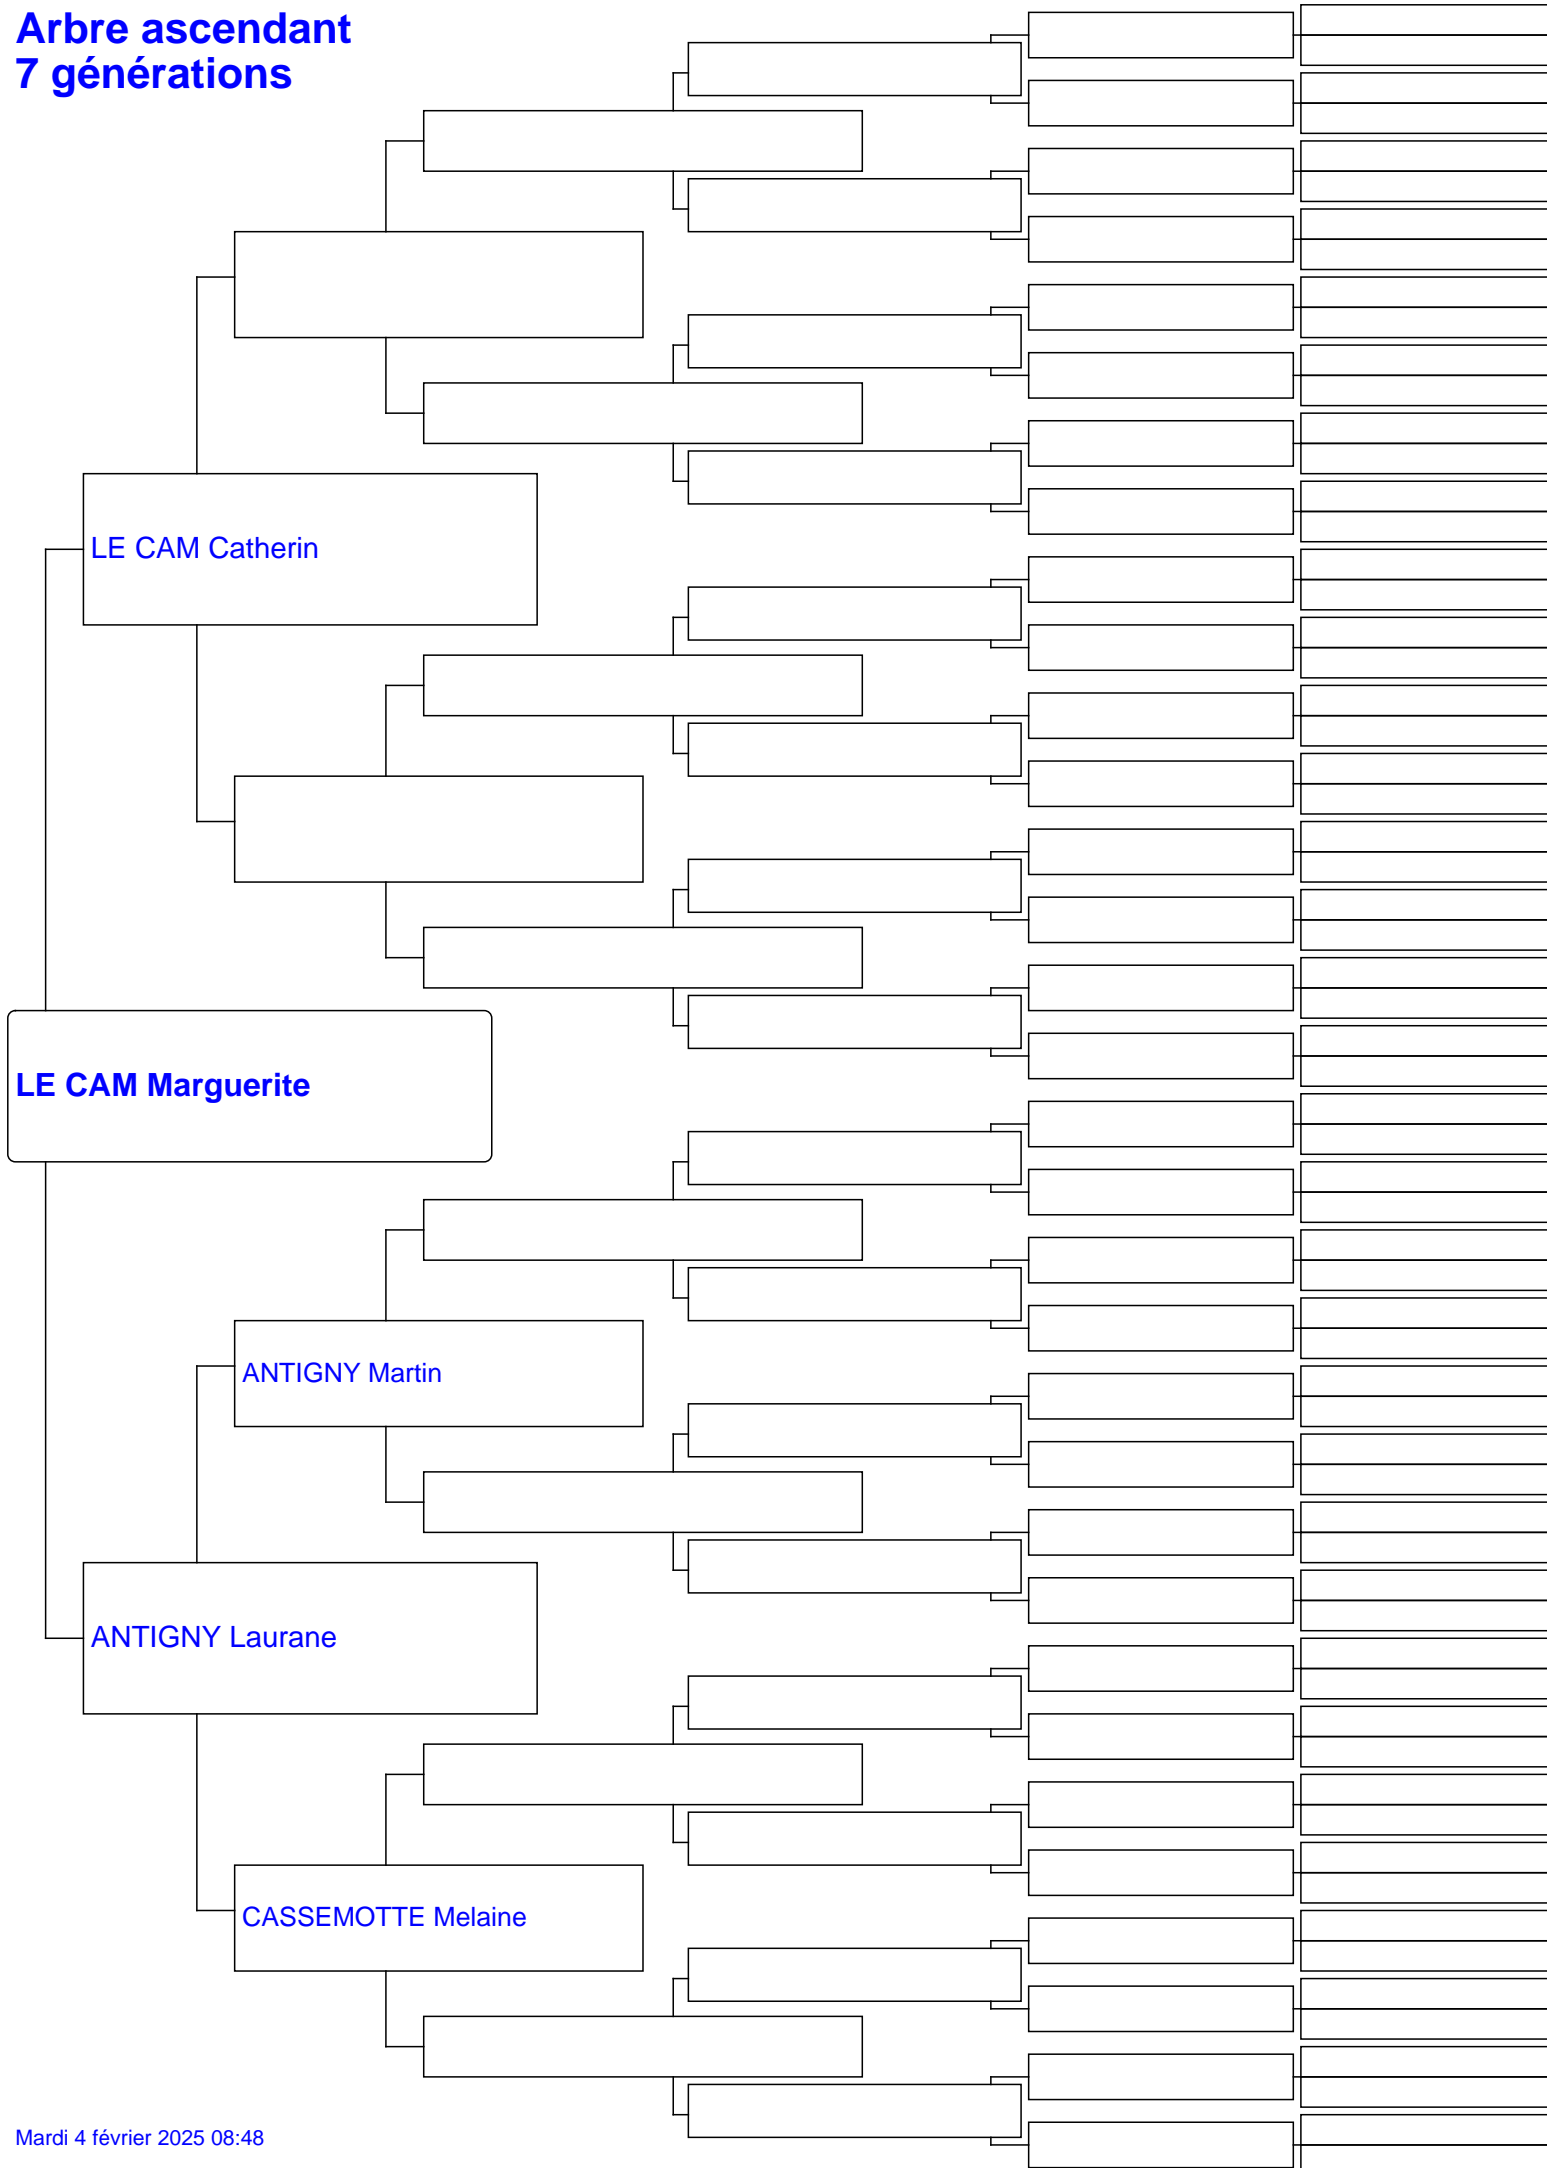 Arbre ascendant
7 générations
LE CAM Catherin
LE CAM Marguerite
ANTIGNY Martin
ANTIGNY Laurane
CASSEMOTTE Melaine
Mardi 4 février 2025 08:48